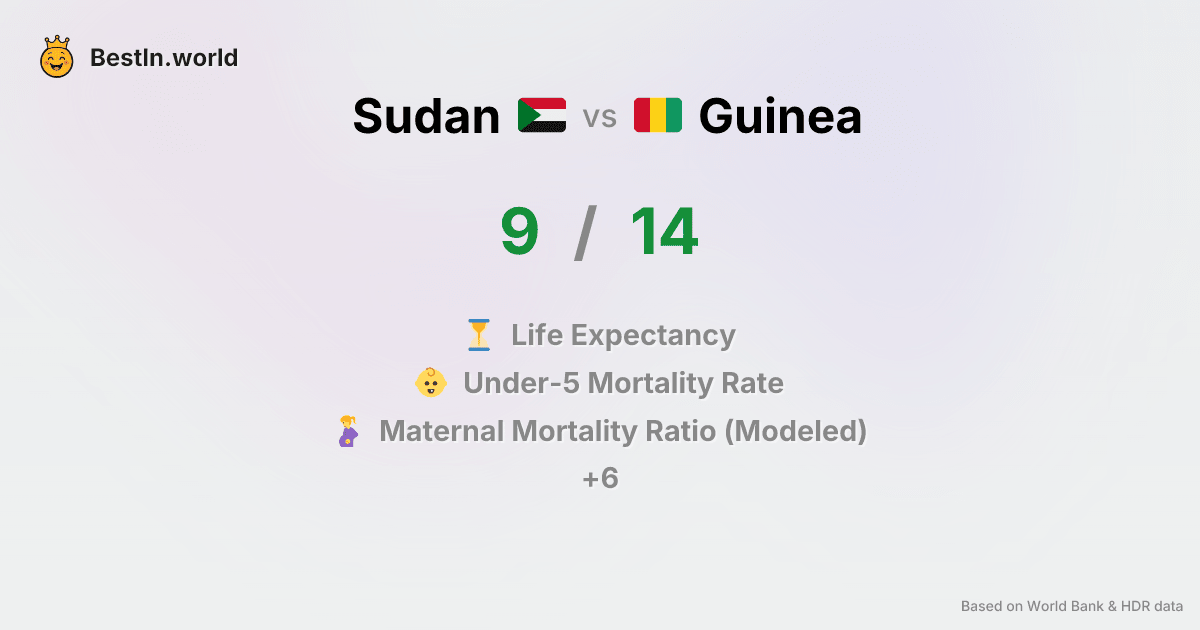 BestIn.world
Sudan vs Guinea
9 / 14
Life Expectancy
Under-5 Mortality Rate
Maternal Mortality Ratio (Modeled)
+6
Based on World Bank & HDR data